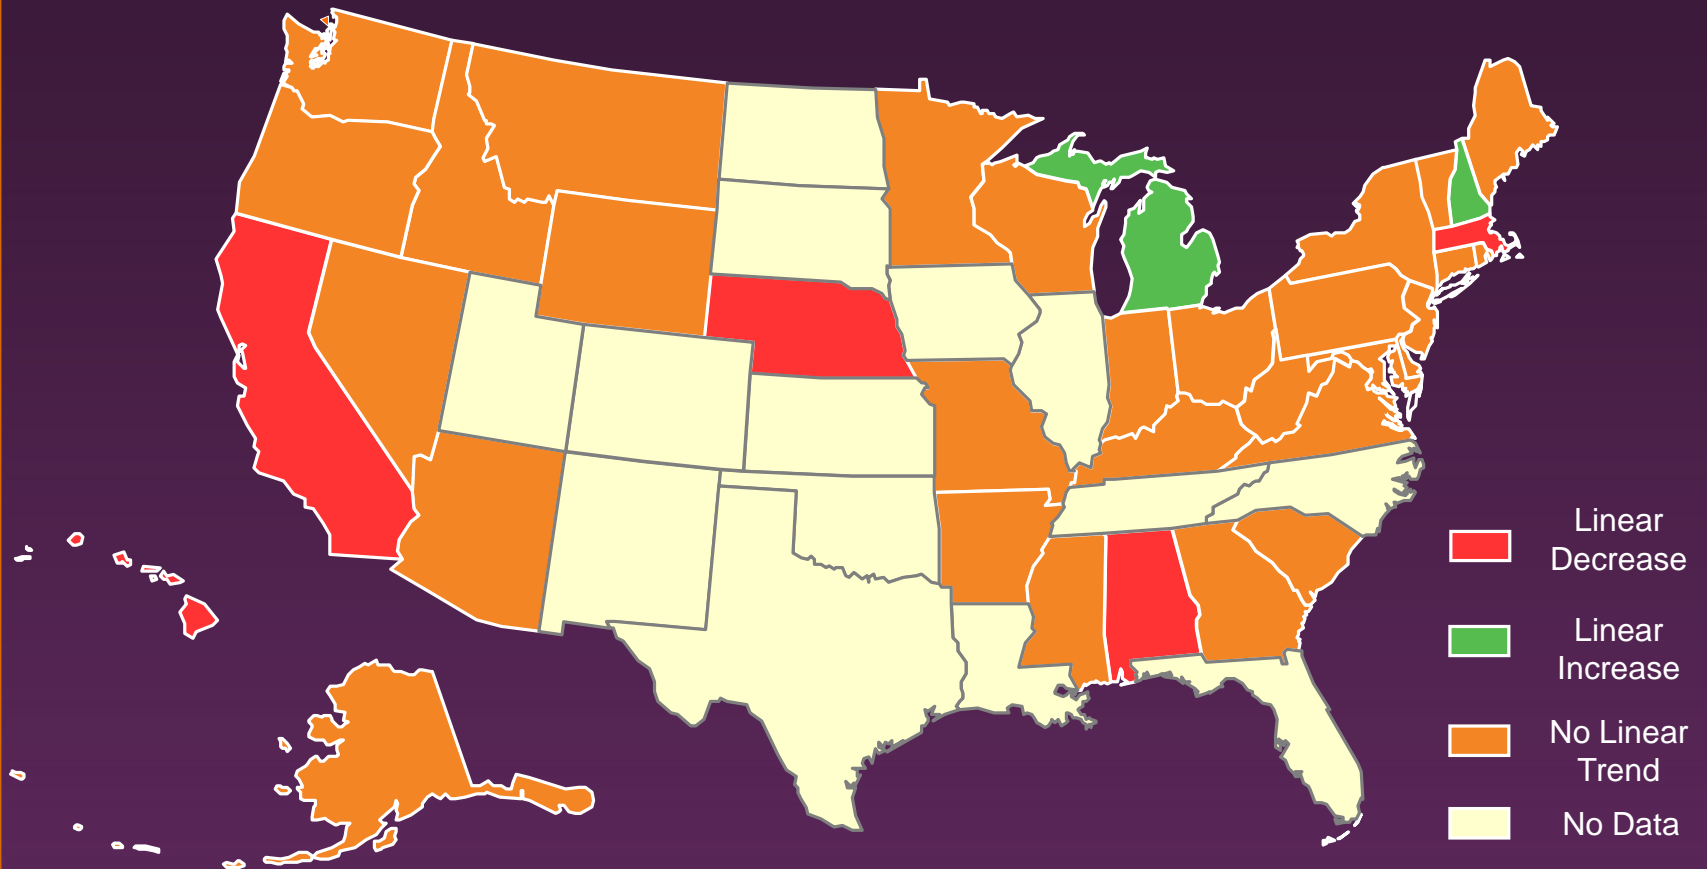 Linear
Decrease
Linear
Increase
No Linear
Trend
No Data